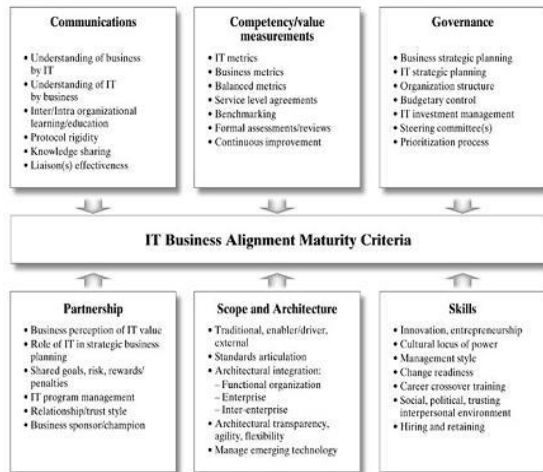 Communications
• Understanding of business
by IT
• Understanding of IT
by business
• Inter/Intra organizational
learning/education
• Protocol rigidity
• Knowledge sharing
• Liaison(s) effectiveness
Competency/value
measurements
• IT metrics
• Business metrics
• Balanced metrics
• Service level agreements
• Benchmarking
• Formal assessments/reviews
• Continuous improvement
Governance
• Business strategic planning
• IT strategic planning
• Organization structure
• Budgetary control
• IT investment management
• Steering committee(s)
• Prioritization process
IT Business Alignment Maturity Criteria
Partnership
• Business perception of IT value
• Role of IT in strategic business
planning
• Shared goals, risk, rewards/
penalties
• IT program management
• Relationship/trust style
• Business sponsor/champion
Scope and Architecture
• Traditional, enabler/driver,
external
• Standards articulation
• Architectural integration:
– Functional organization
– Enterprise
– Inter-enterprise
• Architectural transparency,
agility, flexibility
• Manage emerging technology
Skills
• Innovation, entrepreneurship
• Cultural locus of power
• Management style
• Change readiness
• Career crossover training
• Social, political, trusting
interpersonal environment
• Hiring and retaining